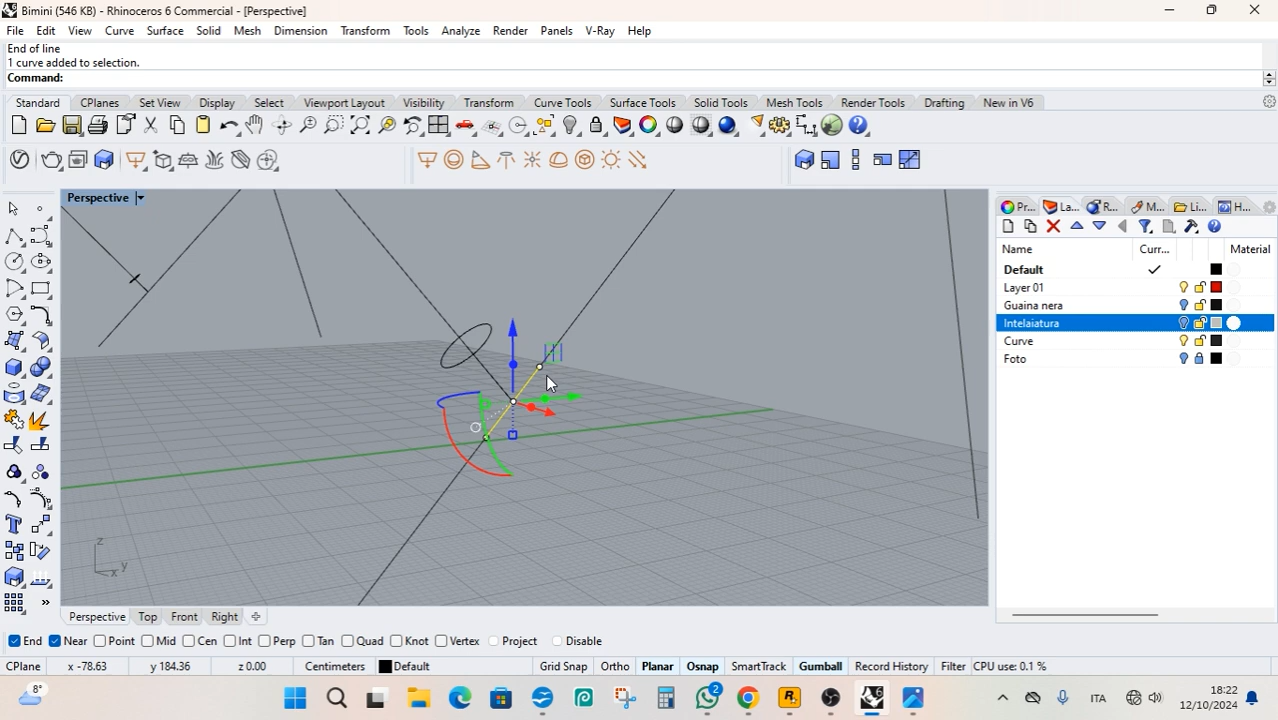 Bimini (546 KB) - Rhinoceros 6 Commercial - [Perspective]
File Edit View Curve Surface Solid Mesh Dimension Transform Tools Analyze Render Panels V-Ray Help
End of line
1 curve added to selection.
Command:
Standard CPlanes Set View Display Select Viewport Layout Visibility Transform Curve Tools Surface Tools Solid Tools Mesh Tools Render Tools Drafting New in V6
Perspective
Pr... La... R... M... Li... H...
Name Curr... Material
Default
Layer 01
Guaina nera
Intelaiatura
Curve
Foto
z
y
x
Perspective Top Front Right
End Near Point Mid Cen Int Perp Tan Quad Knot Vertex Project Disable
CPlane x -78.63 y 184.36 z 0.00 Centimeters Default Grid Snap Ortho Planar Osnap SmartTrack Gumball Record History Filter CPU use: 0.1 %
8° 2 6 ITA 18:22
12/10/2024